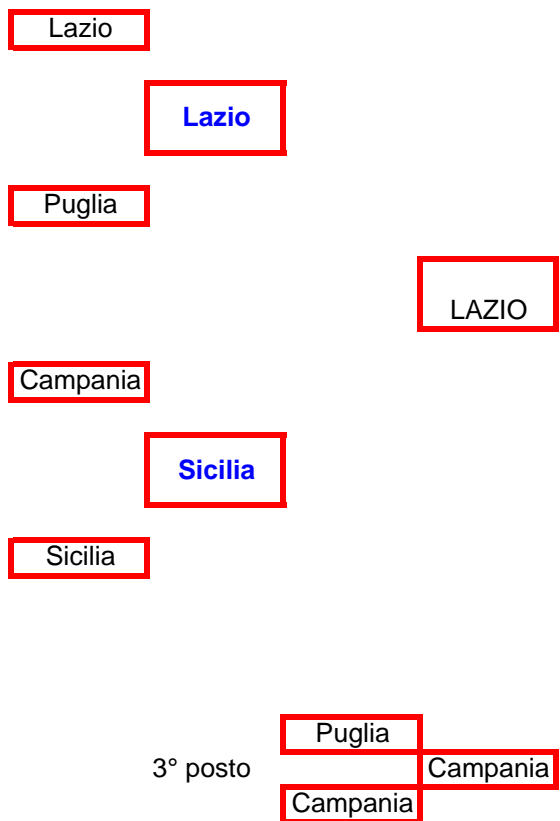 Lazio
Lazio
Puglia
LAZIO
Campania
Sicilia
Sicilia
Puglia
3° posto Campania
Campania